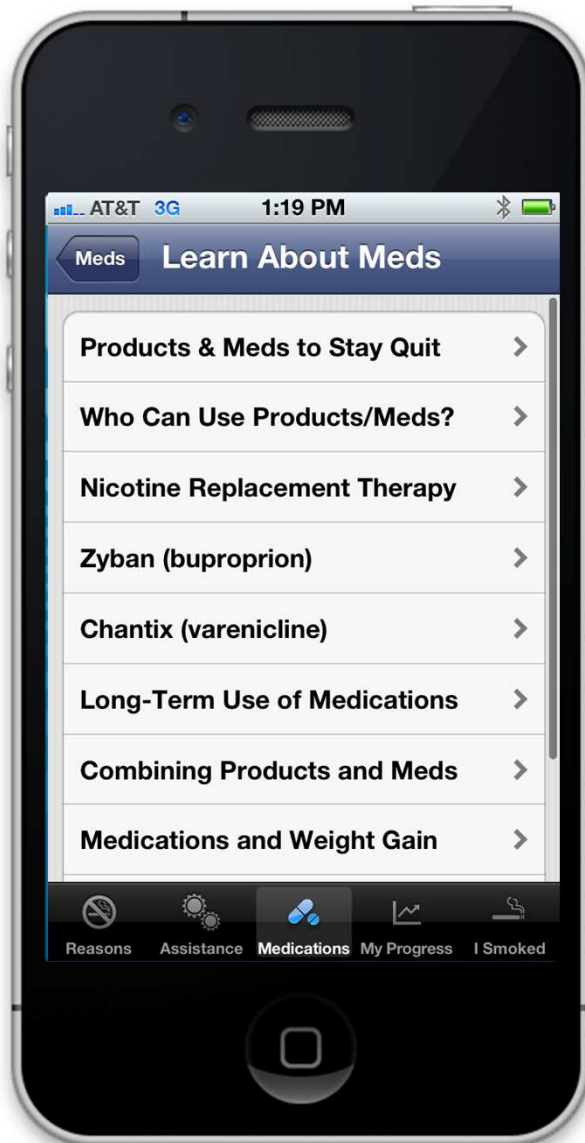 AT&T 3G 1:19 PM
Meds Learn About Meds
Products & Meds to Stay Quit
Who Can Use Products/Meds?
Nicotine Replacement Therapy
Zyban (buproprion)
Chantix (varenicline)
Long-Term Use of Medications
Combining Products and Meds
Medications and Weight Gain
Reasons Assistance Medications My Progress I Smoked